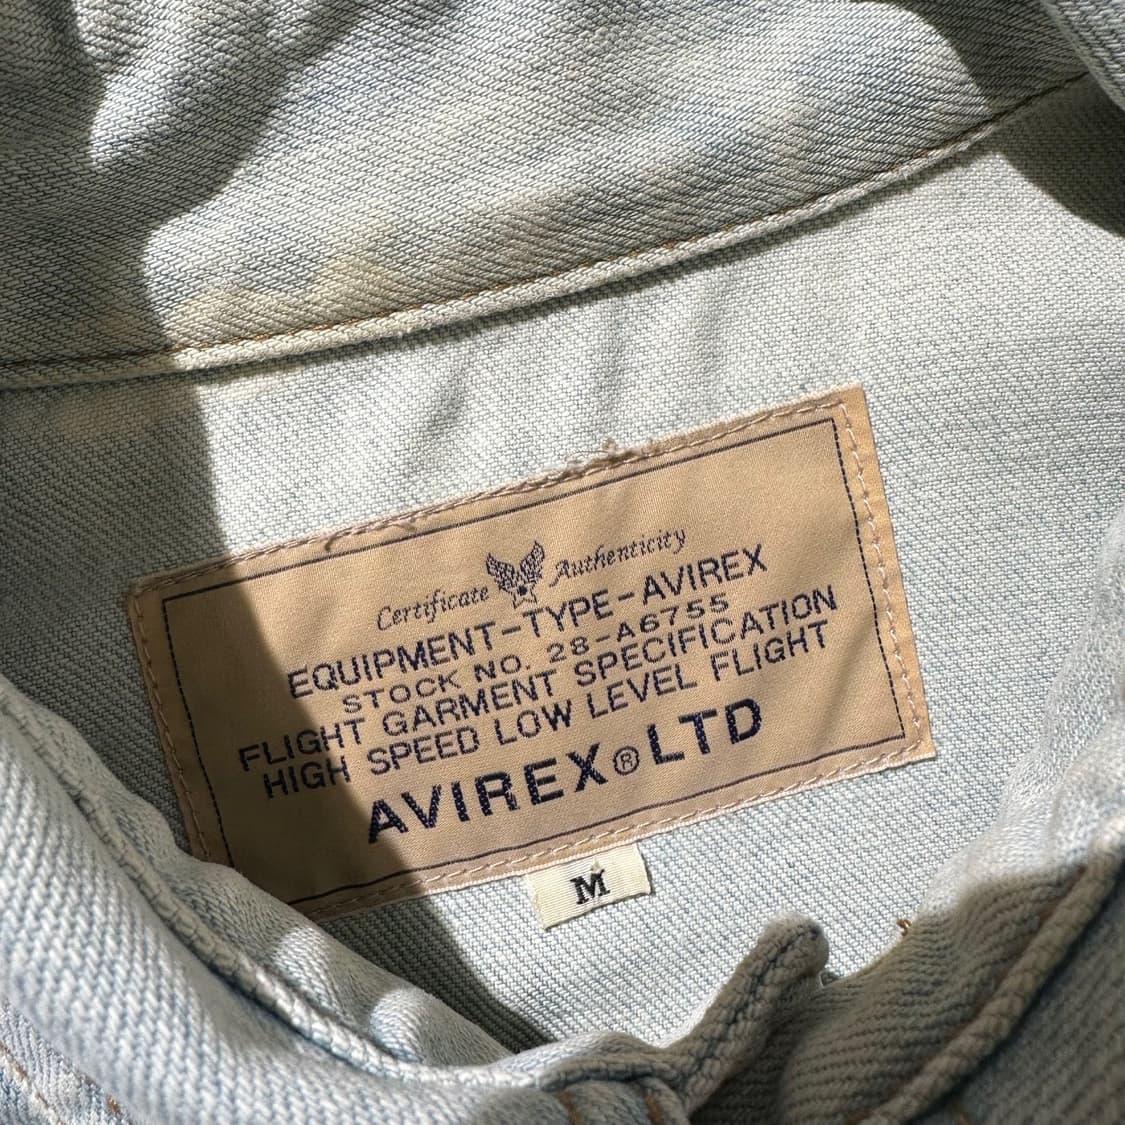 Certificate Authenticity
EQUIPMENT-TYPE-AVIREX
STOCK NO. 28-A6755
FLIGHT GARMENT SPECIFICATION
HIGH SPEED LOW LEVEL FLIGHT
AVIREX® LTD
M